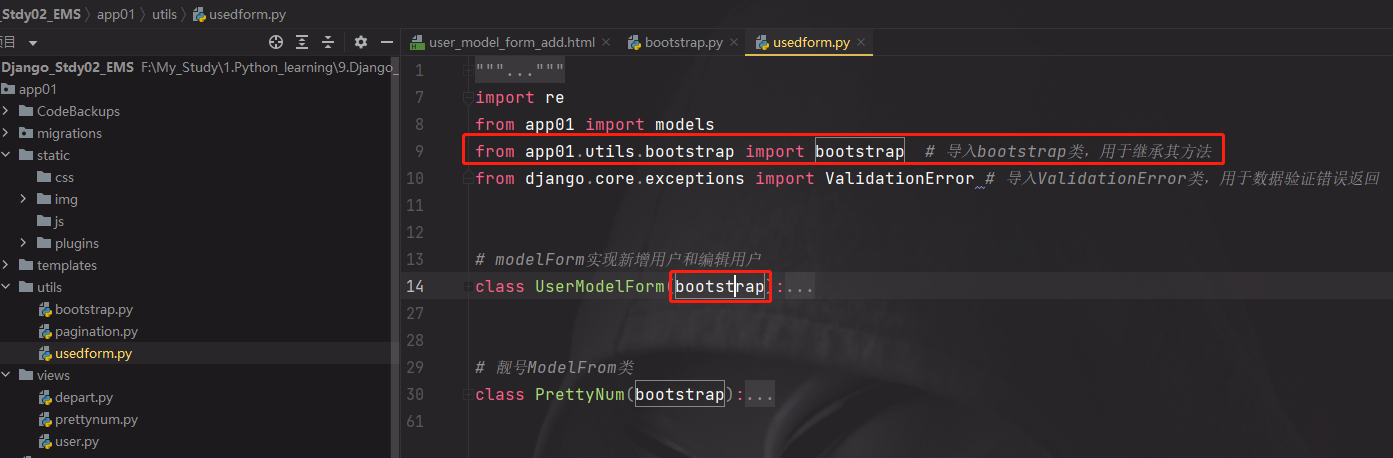 _Stdy02_EMS 〉 app01 〉 utils 〉 usedform.py
项目
user_model_form_add.html × bootstrap.py × usedform.py ×
Django_Stdy02_EMS F:\My_Study\1.Python_learning\9.Django_
app01
CodeBackups
migrations
static
css
img
js
plugins
templates
utils
bootstrap.py
pagination.py
usedform.py
views
depart.py
prettynum.py
user.py
1 """..."""
7 import re
8 from app01 import models
9 from app01.utils.bootstrap import bootstrap # 导入bootstrap类，用于继承其方法
10 from django.core.exceptions import ValidationError # 导入ValidationError类，用于数据验证错误返回
11
12
13 # modelForm实现新增用户和编辑用户
14 class UserModelForm(bootstrap):...
27
28
29 # 靓号ModelFrom类
30 class PrettyNum(bootstrap):...
61